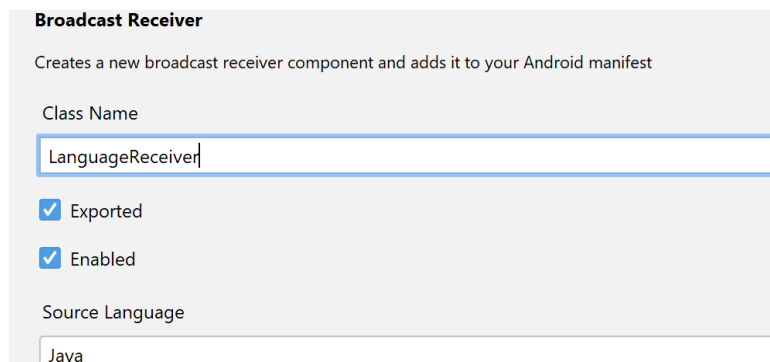 Broadcast Receiver
Creates a new broadcast receiver component and adds it to your Android manifest
Class Name
LanguageReceiver
Exported
Enabled
Source Language
Java